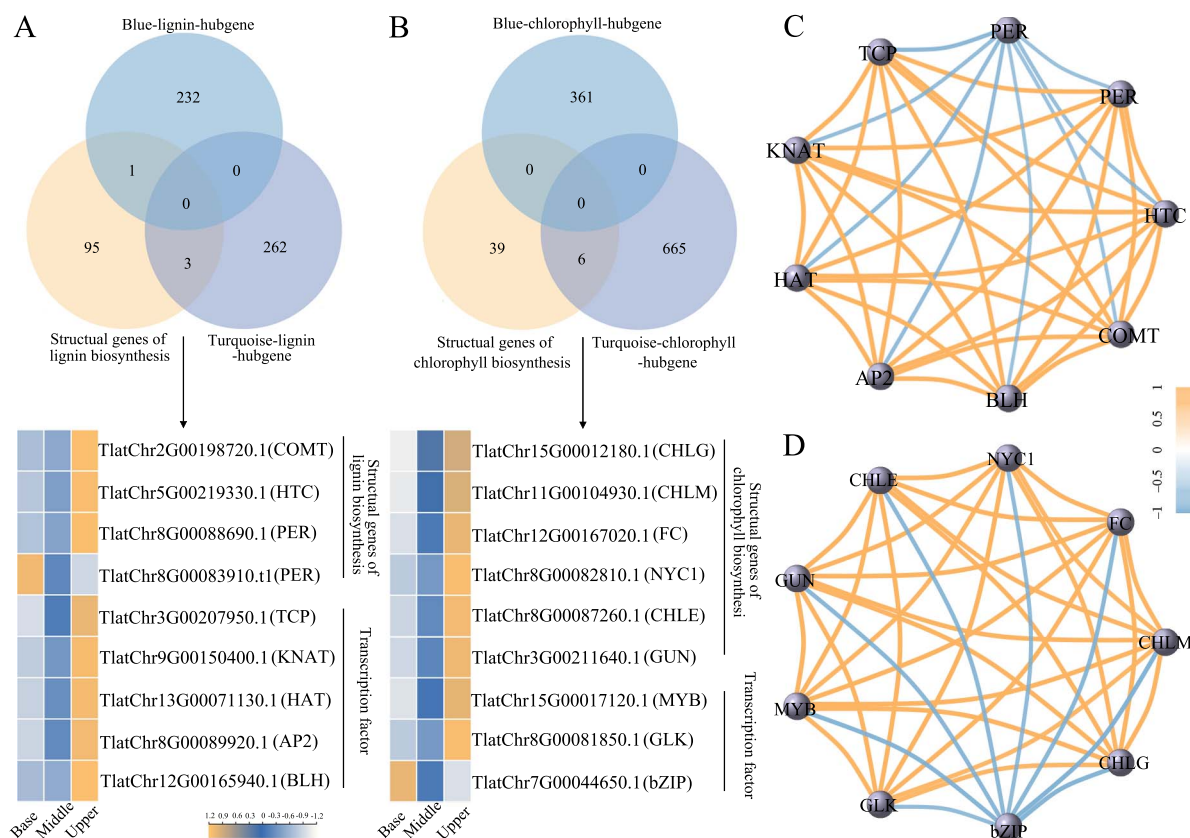 A
Blue-lignin-hubgene
232
1
0
0
95
3
262
Structual genes of
lignin biosynthesis
Turquoise-lignin
-hubgene
TlatChr2G00198720.1(COMT)
TlatChr5G00219330.1 (HTC)
TlatChr8G00088690.1 (PER)
TlatChr8G00083910.t1(PER)
TlatChr3G00207950.1 (TCP)
TlatChr9G00150400.1 (KNAT)
TlatChr13G00071130.1 (HAT)
TlatChr8G00089920.1 (AP2)
TlatChr12G00165940.1(BLH)
Structural genes of
lignin biosynthesis
Transcription factor
Base
Middle
Upper
1.2 0.9 0.6 0.3 0 -0.3 -0.6 -0.9 -1.2
B
Blue-chlorophyll-hubgene
361
0
0
0
39
6
665
Structural genes of
chlorophyll biosynthesis
Turquoise-chlorophyll
-hubgene
TlatChr15G00012180.1 (CHLG)
TlatChr11G00104930.1 (CHLM)
TlatChr12G00167020.1 (FC)
TlatChr8G00082810.1 (NYC1)
TlatChr8G00087260.1 (CHLE)
TlatChr3G00211640.1 (GUN)
TlatChr15G00017120.1 (MYB)
TlatChr8G00081850.1 (GLK)
TlatChr7G00044650.1 (bZIP)
Structural genes of
chlorophyll biosynthesi
Transcription factor
Base
Middle
Upper
C
PER
TCP
PER
KNAT
HTC
HAT
COMT
AP2
BLH
1
0.5
0
-0.5
-1
D
NYC1
CHLE
FC
GUN
CHLM
MYB
CHLG
GLK
bZIP